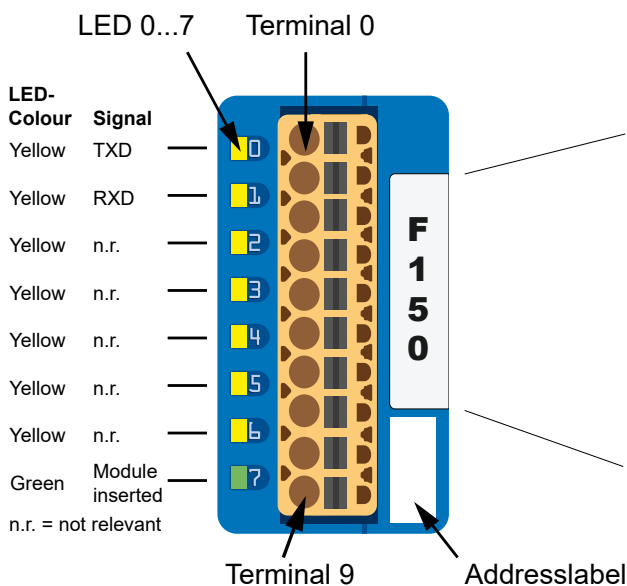 LED 0...7 Terminal 0
LED-
Colour Signal
Yellow TXD 0
Yellow RXD 1
Yellow n.r. 2
Yellow n.r. 3
Yellow n.r. 4
Yellow n.r. 5
Yellow n.r. 6
Green Module
inserted 7
n.r. = not relevant
F
1
5
0
Terminal 9 Addresslabel